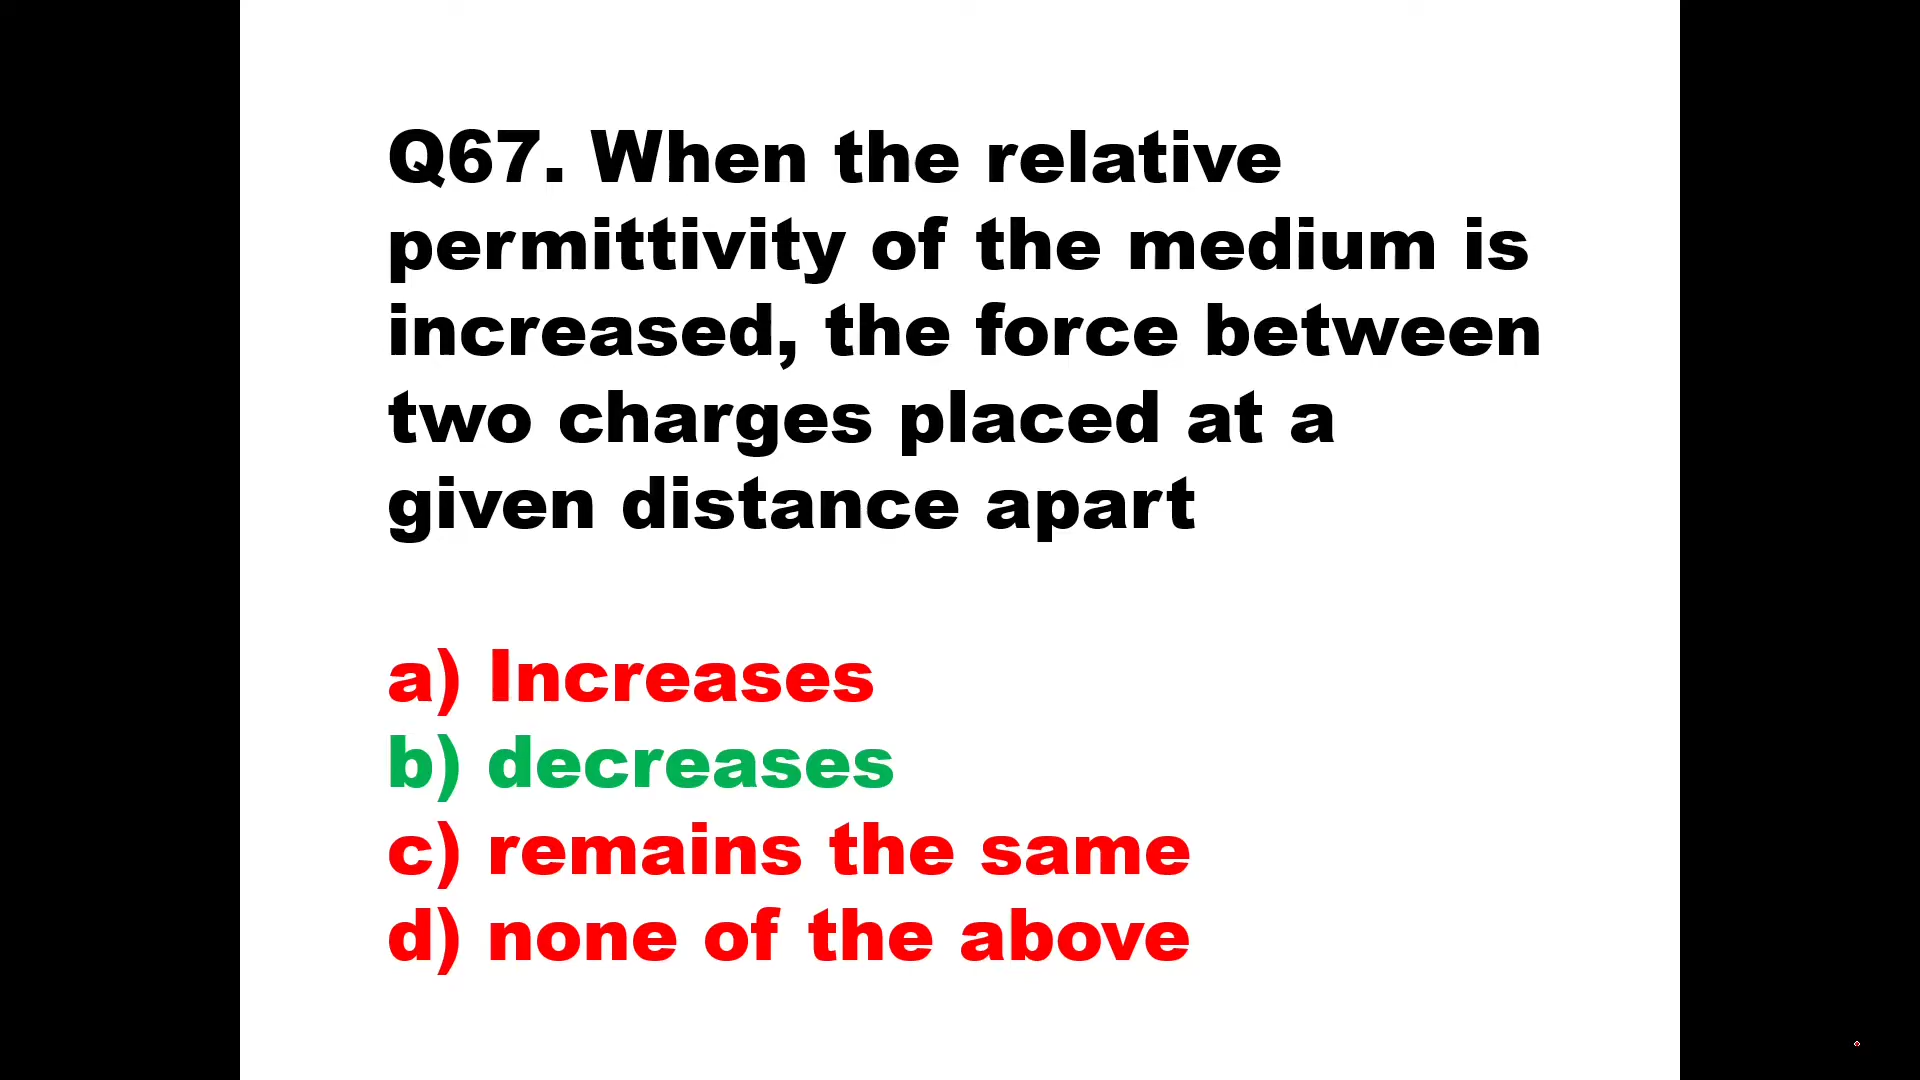 Q67. When the relative
permittivity of the medium is
increased, the force between
two charges placed at a
given distance apart
a) Increases
b) decreases
c) remains the same
d) none of the above